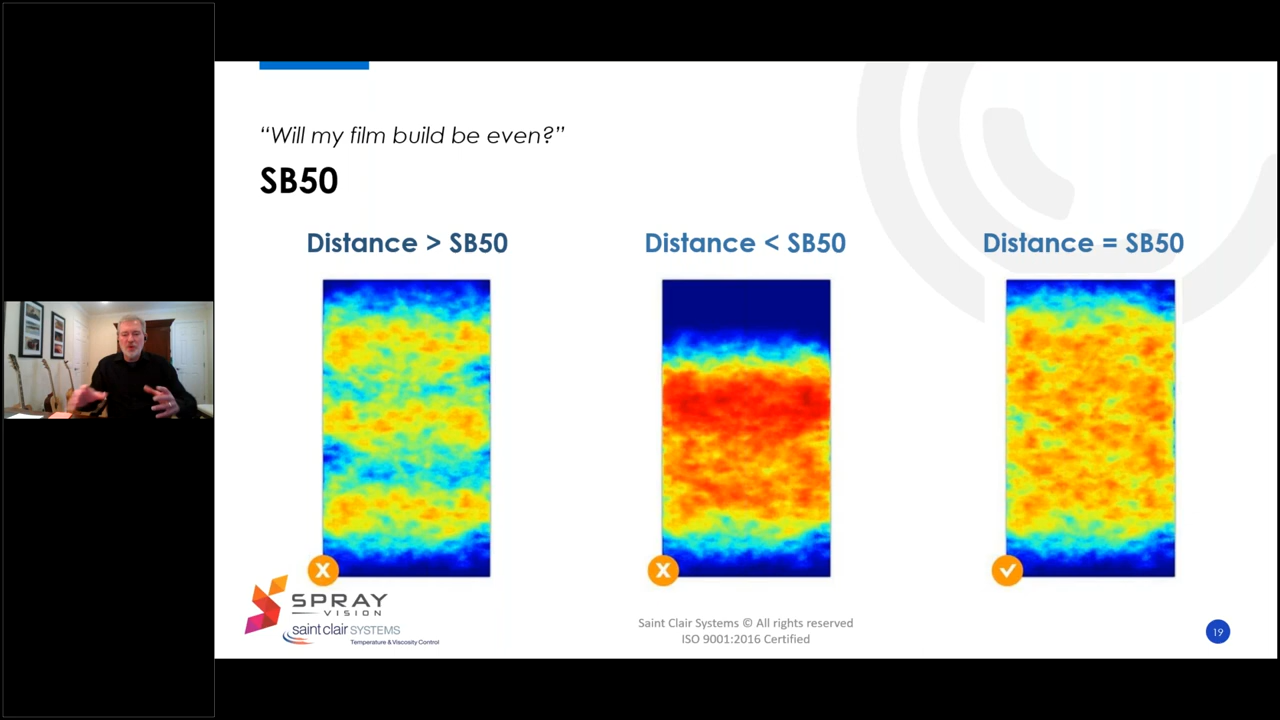 “Will my film build be even?”
SB50
Distance > SB50
Distance < SB50
Distance = SB50
X
X
SPRAY
VISION
saint clair SYSTEMS
Temperature & Viscosity Control
Saint Clair Systems © All rights reserved
ISO 9001:2016 Certified
19